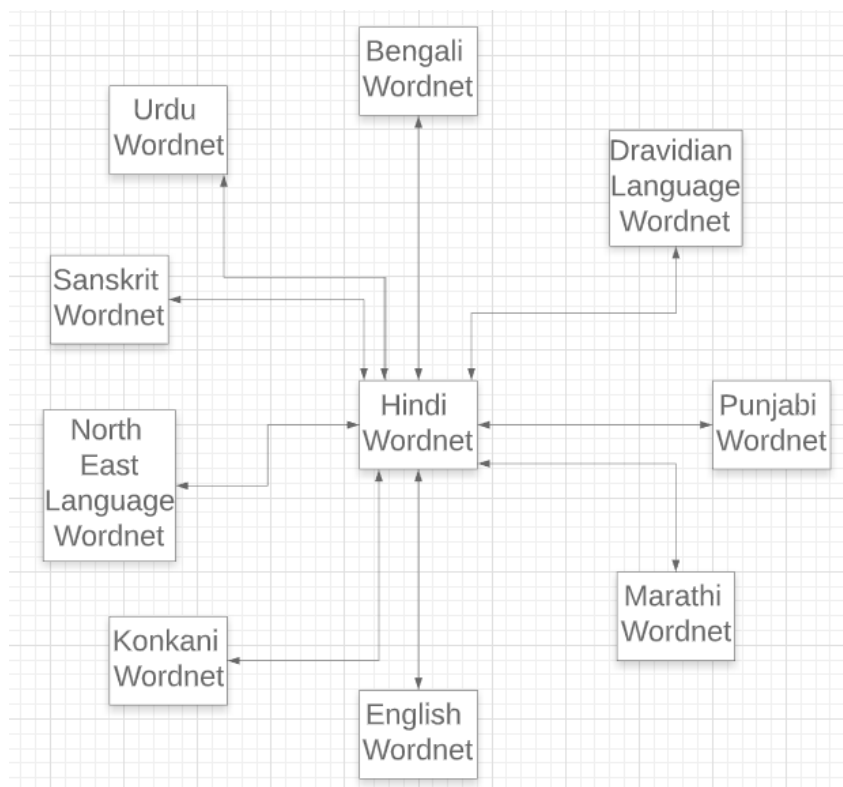 Bengali
Wordnet
Urdu
Wordnet
Dravidian
Language
Wordnet
Sanskrit
Wordnet
Hindi
Wordnet
Punjabi
Wordnet
North
East
Language
Wordnet
Marathi
Wordnet
Konkani
Wordnet
English
Wordnet